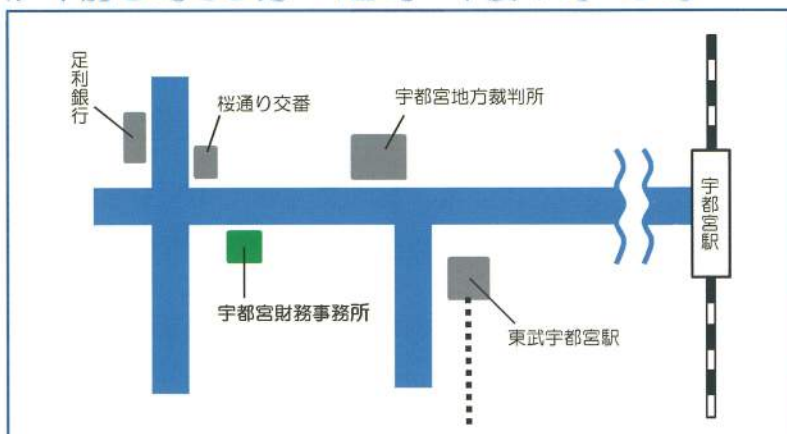 足利銀行
桜通り交番
宇都宮地方裁判所
宇都宮駅
宇都宮財務事務所
東武宇都宮駅